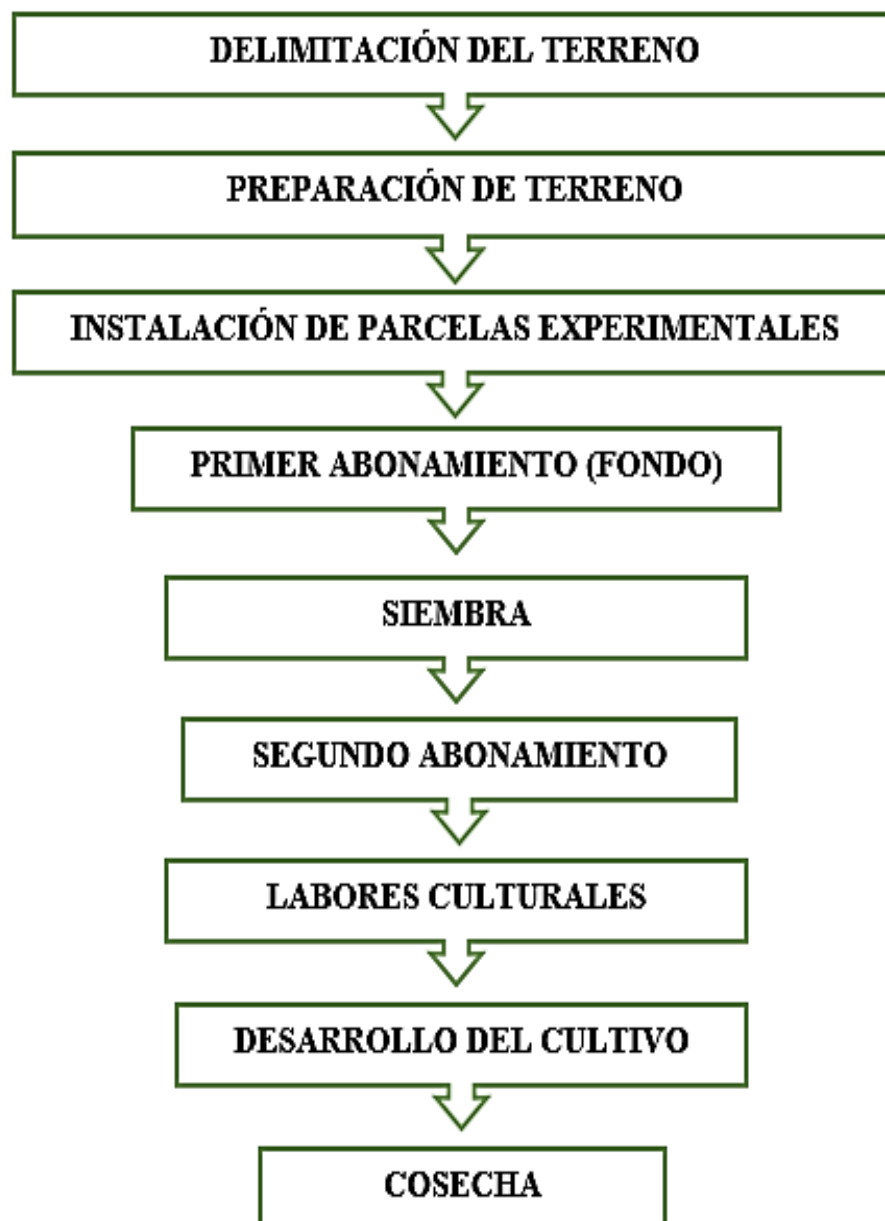 DELIMITACIÓN DEL TERRENO
PREPARACIÓN DE TERRENO
INSTALACIÓN DE PARCELAS EXPERIMENTALES
PRIMER ABONAMIENTO (FONDO)
SIEMBRA
SEGUNDO ABONAMIENTO
LABORES CULTURALES
DESARROLLO DEL CULTIVO
COSECHA